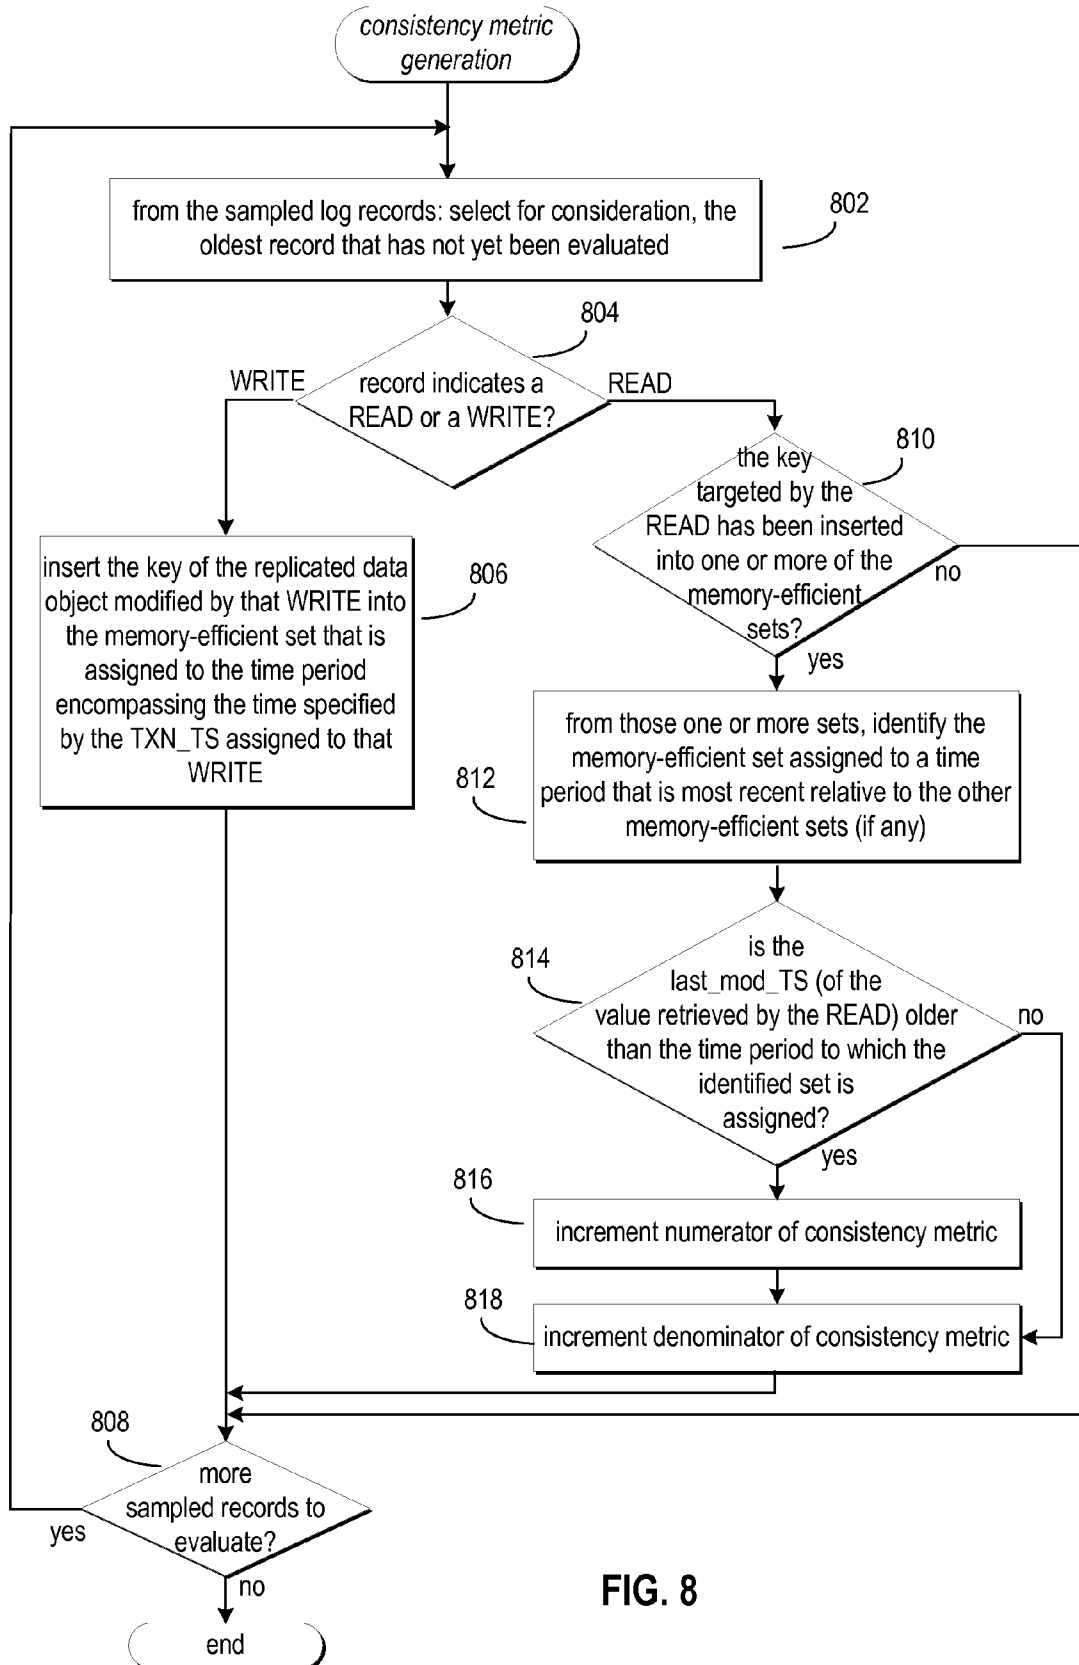 consistency metric
generation
from the sampled log records: select for consideration, the
oldest record that has not yet been evaluated
802
804
record indicates a
READ or a WRITE?
WRITE
READ
insert the key of the replicated data
object modified by that WRITE into
the memory-efficient set that is
assigned to the time period
encompassing the time specified
by the TXN_TS assigned to that
WRITE
806
the key
targeted by the
READ has been inserted
into one or more of the
memory-efficient
sets?
810
no
yes
from those one or more sets, identify the
memory-efficient set assigned to a time
period that is most recent relative to the other
memory-efficient sets (if any)
812
is the
last_mod_TS (of the
value retrieved by the READ) older
than the time period to which the
identified set is
assigned?
814
no
yes
816
increment numerator of consistency metric
818
increment denominator of consistency metric
808
more
sampled records to
evaluate?
yes
no
end
FIG. 8